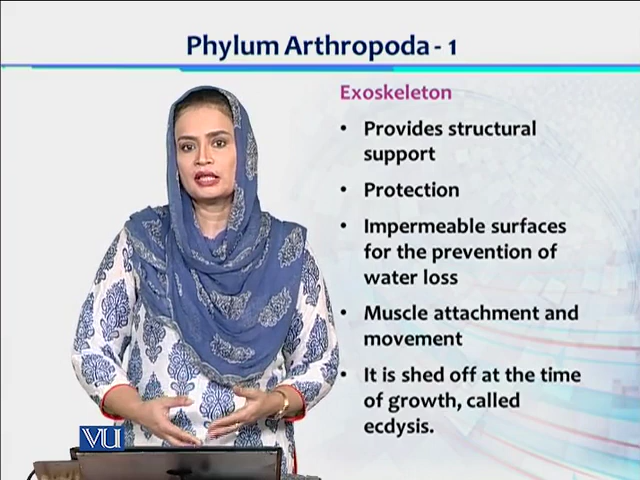 Phylum Arthropoda - 1
Exoskeleton
• Provides structural
support
• Protection
• Impermeable surfaces
for the prevention of
water loss
• Muscle attachment and
movement
• It is shed off at the time
of growth, called
ecdysis.
VU